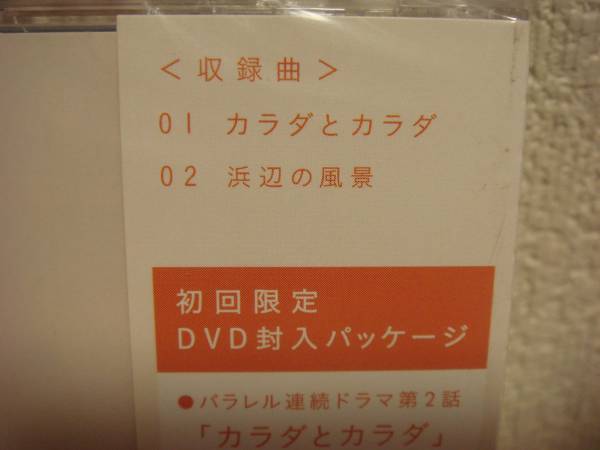 ＜収録曲＞
01 カラダとカラダ
02 浜辺の風景
初回限定
DVD封入パッケージ
●パラレル連続ドラマ第2話
「カラダとカラダ」